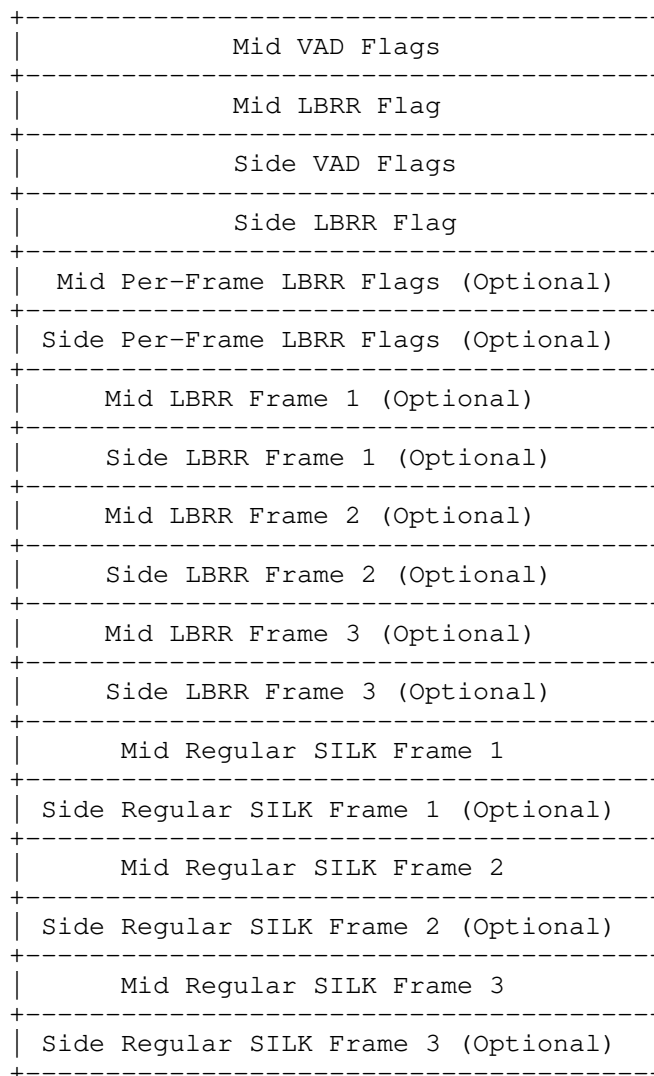 Mid VAD Flags
Mid LBRR Flag
Side VAD Flags
Side LBRR Flag
Mid Per-Frame LBRR Flags (Optional)
Side Per-Frame LBRR Flags (Optional)
Mid LBRR Frame 1 (Optional)
Side LBRR Frame 1 (Optional)
Mid LBRR Frame 2 (Optional)
Side LBRR Frame 2 (Optional)
Mid LBRR Frame 3 (Optional)
Side LBRR Frame 3 (Optional)
Mid Regular SILK Frame 1
Side Regular SILK Frame 1 (Optional)
Mid Regular SILK Frame 2
Side Regular SILK Frame 2 (Optional)
Mid Regular SILK Frame 3
Side Regular SILK Frame 3 (Optional)